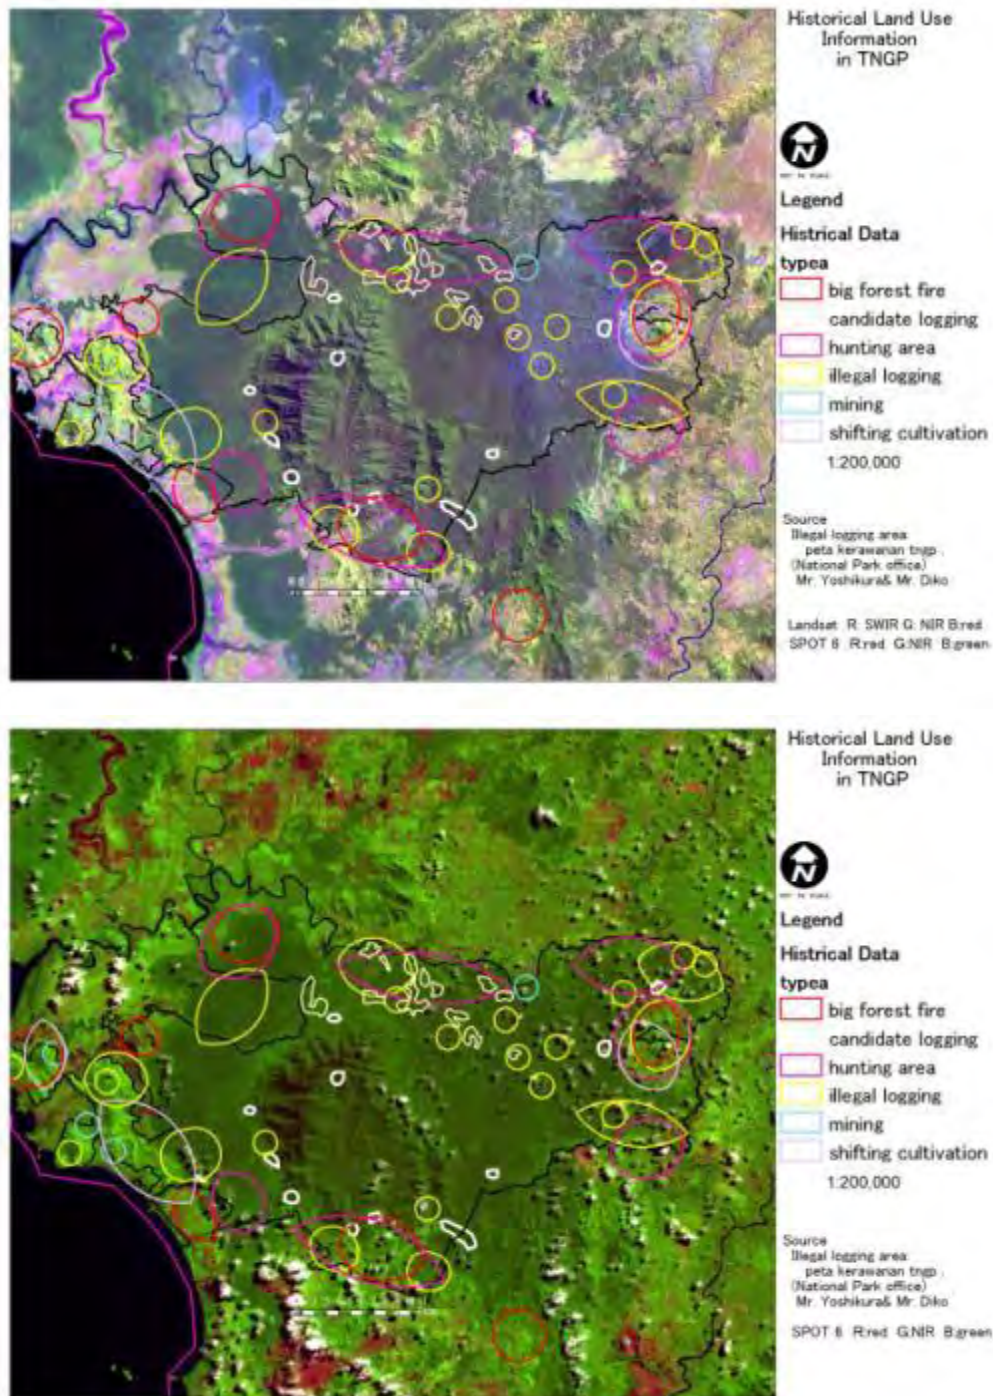 Historical Land Use
Information
in TNGP
N
Legend
Histrical Data
typea
big forest fire
candidate logging
hunting area
illegal logging
mining
shifting cultivation
1:200,000
Source
Illegal logging area
peta kerawanan tngp
(National Park office)
Mr. Yoshikura& Mr. Diko
Landsat R: SWIR G: NIR B:red
SPOT 6 R:red G:NIR B:green
Historical Land Use
Information
in TNGP
N
Legend
Histrical Data
typea
big forest fire
candidate logging
hunting area
illegal logging
mining
shifting cultivation
1:200,000
Source
Illegal logging area
peta kerawanan tngp
(National Park office)
Mr. Yoshikura& Mr. Diko
SPOT 6 R:red G:NIR B:green